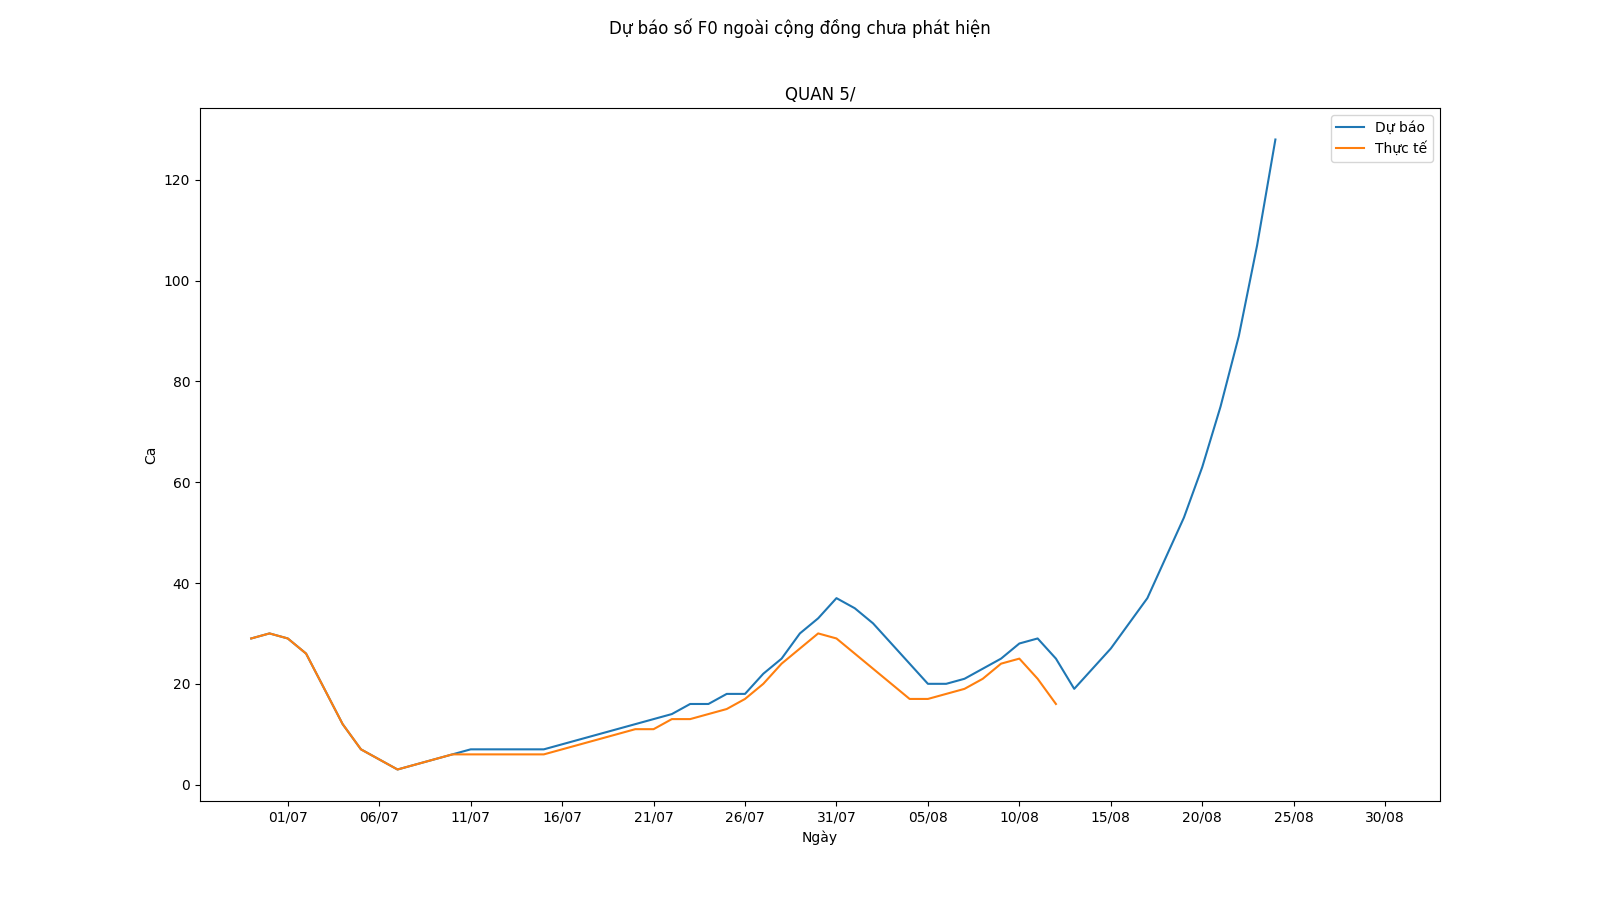 Dự báo số F0 ngoài cộng đồng chưa phát hiện
QUAN 5/
Dự báo
Thực tế
120
100
80
60
40
20
0
Ca
01/07 06/07 11/07 16/07 21/07 26/07 31/07 05/08 10/08 15/08 20/08 25/08 30/08
Ngày